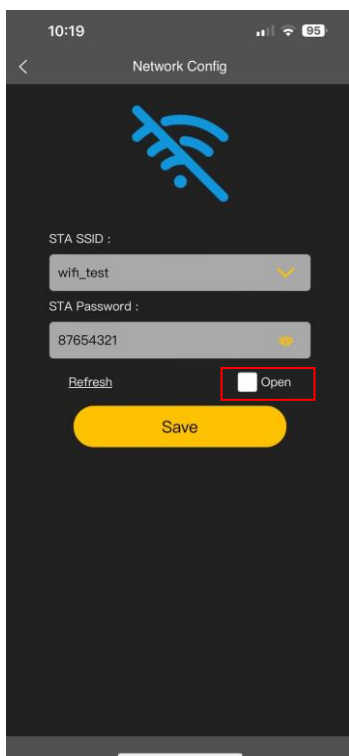 10:19
95
Network Config
STA SSID :
wifi_test
STA Password :
87654321
Refresh
Open
Save